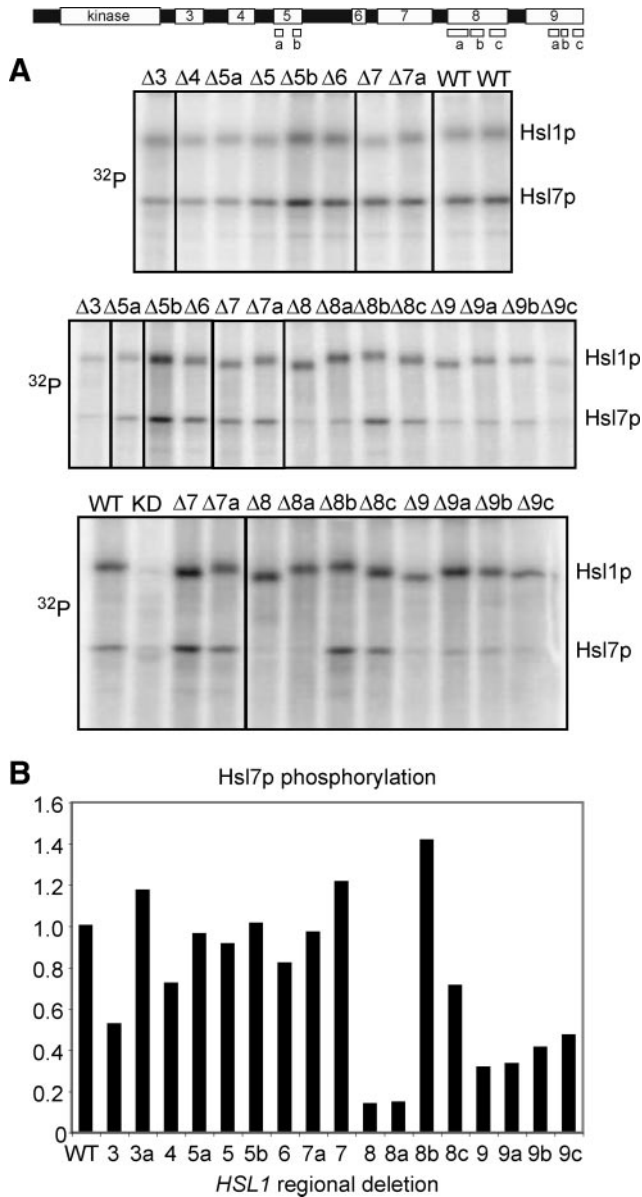 kinase 3 4 5 6 7 8 9
a b a b c a b c
A
Δ3 Δ4 Δ5a Δ5 Δ5b Δ6 Δ7 Δ7a WT WT
Hsl1p
32P
Hsl7p
Δ3 Δ5a Δ5b Δ6 Δ7 Δ7a Δ8 Δ8a Δ8b Δ8c Δ9 Δ9a Δ9b Δ9c
Hsl1p
32P
Hsl7p
WT KD Δ7 Δ7a Δ8 Δ8a Δ8b Δ8c Δ9 Δ9a Δ9b Δ9c
Hsl1p
32P
Hsl7p
B
Hsl7p phosphorylation
1.6
1.4
1.2
1.0
0.8
0.6
0.4
0.2
0
WT 3 3a 4 5a 5 5b 6 7a 7 8 8a 8b 8c 9 9a 9b 9c
HSL1 regional deletion